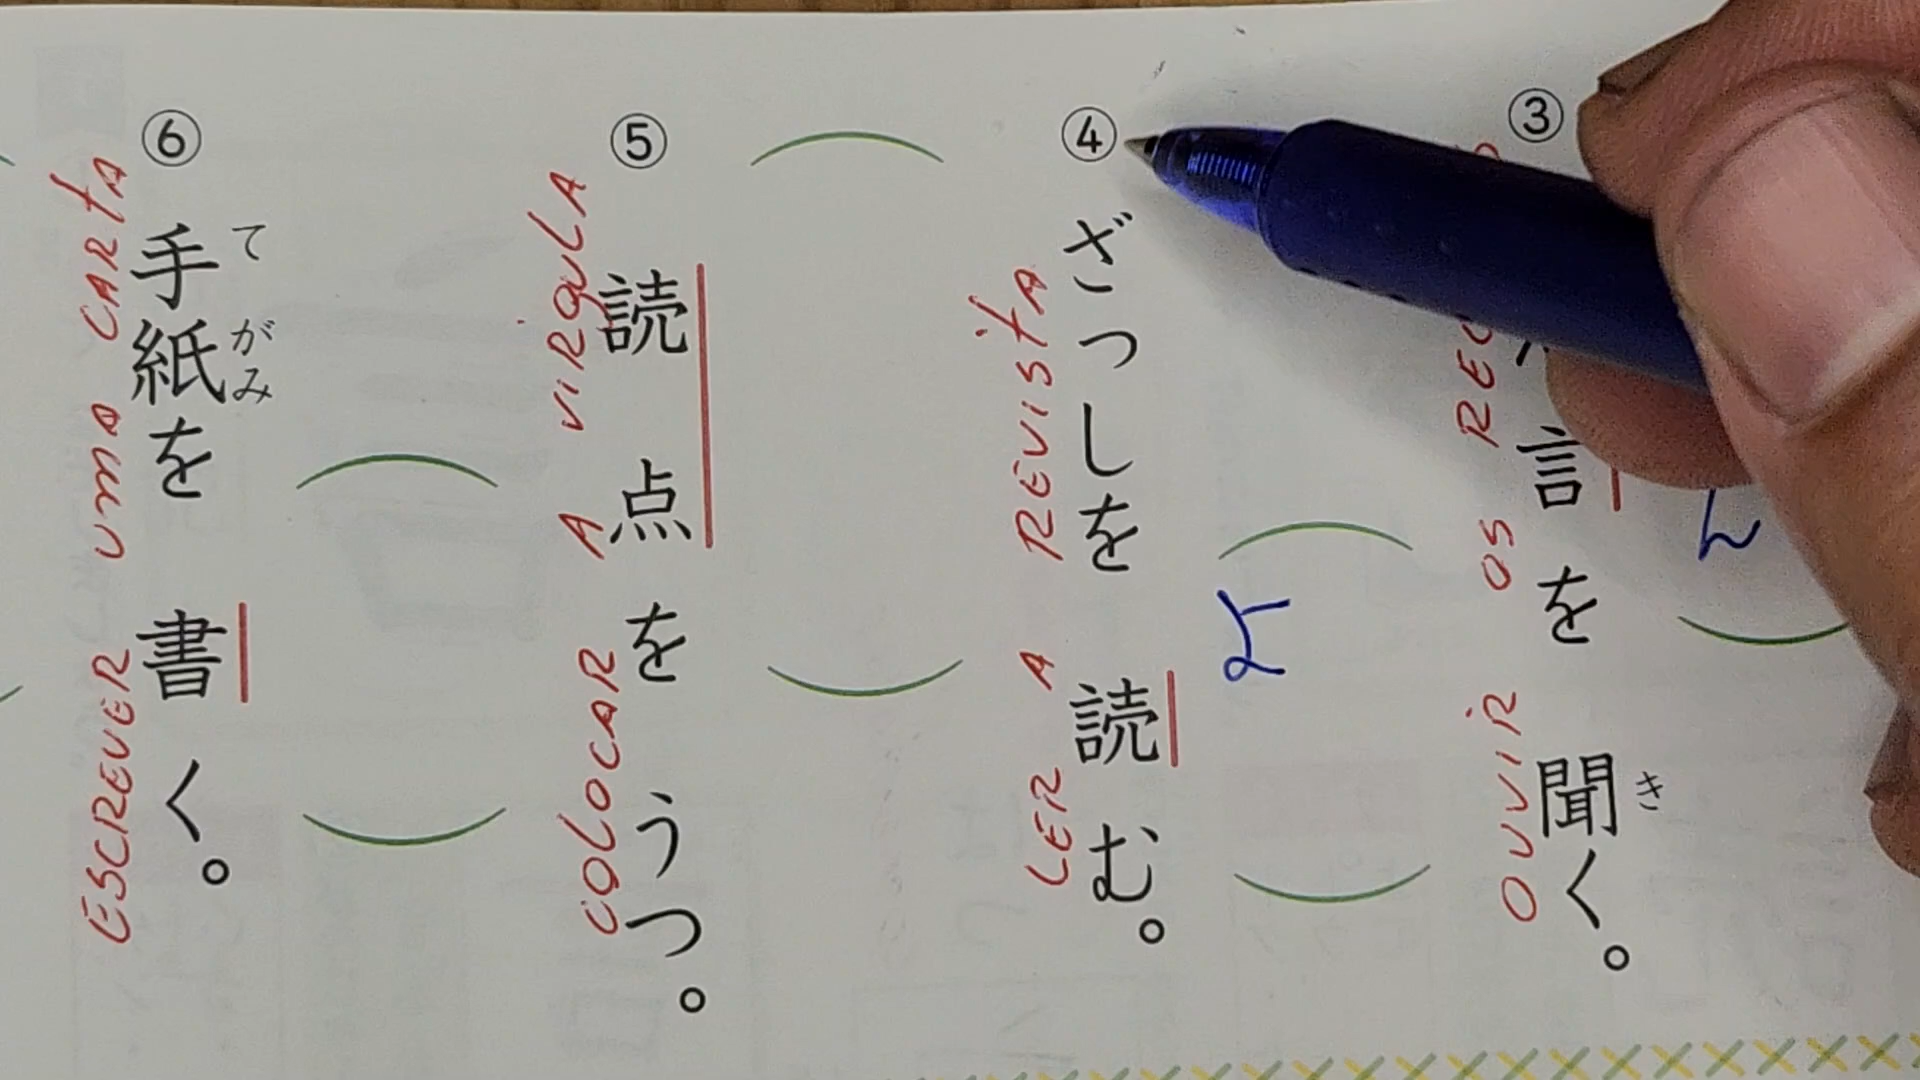 ③
言を聞く。
き
ん
OUVIR OS
④
ざっしを読む。
よ
LER A REVISTA
⑤
読点をうつ。
COLOCAR A VIRGULA
⑥
手紙を書く。
てがみ
ESCREVER UMA CARTA